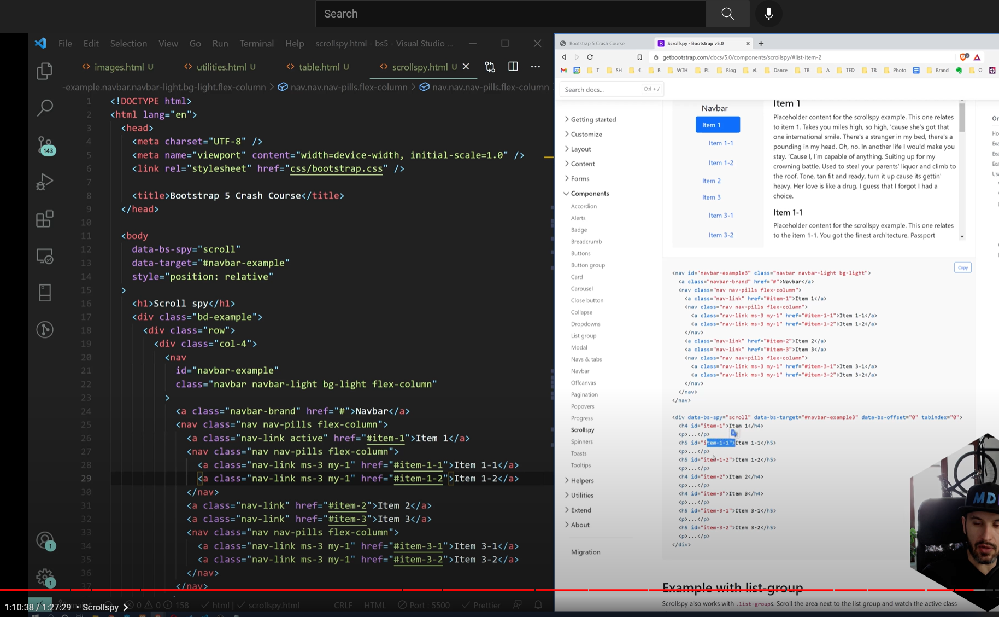 Search
File Edit Selection View Go Run Terminal Help scrollspy.html - bs5 - Visual Studio ...
images.html U utilities.html U table.html U scrollspy.html U
-example.navbar.navbar-light.bg-light.flex-column > nav.nav.nav-pills.flex-column > nav.nav.nav-pills.flex-column
1 <!DOCTYPE html>
2 <html lang="en">
3 <head>
4 <meta charset="UTF-8" />
5 <meta name="viewport" content="width=device-width, initial-scale=1.0" />
6 <link rel="stylesheet" href="css/bootstrap.css" />
7
8 <title>Bootstrap 5 Crash Course</title>
9 </head>
10
11 <body
12 data-bs-spy="scroll"
13 data-target="#navbar-example"
14 style="position: relative"
15 >
16 <h1>Scroll spy</h1>
17 <div class="bd-example">
18 <div class="row">
19 <div class="col-4">
20 <nav
21 id="navbar-example"
22 class="navbar navbar-light bg-light flex-column"
23 >
24 <a class="navbar-brand" href="#">Navbar</a>
25 <nav class="nav nav-pills flex-column">
26 <a class="nav-link active" href="#item-1">Item 1</a>
27 <nav class="nav nav-pills flex-column">
28 <a class="nav-link ms-3 my-1" href="#item-1-1">Item 1-1</a>
29 <a class="nav-link ms-3 my-1" href="#item-1-2">Item 1-2</a>
30 </nav>
31 <a class="nav-link" href="#item-2">Item 2</a>
32 <a class="nav-link" href="#item-3">Item 3</a>
33 <nav class="nav nav-pills flex-column">
34 <a class="nav-link ms-3 my-1" href="#item-3-1">Item 3-1</a>
35 <a class="nav-link ms-3 my-1" href="#item-3-2">Item 3-2</a>
36 </nav>
37 </nav>
143
1
1
0 0 158 html scrollspy.html CRLF HTML Port : 5500 Prettier
1:10:38 / 1:27:29 • Scrollspy >
Bootstrap 5 Crash Course Scrollspy · Bootstrap v5.0
getbootstrap.com/docs/5.0/components/scrollspy/#list-item-2
T SH € B WTH PL Blog eL Dance TB A TED TR Photo Brand O
Search docs... Ctrl + /
Getting started
Customize
Layout
Content
Forms
Components
Accordion
Alerts
Badge
Breadcrumb
Buttons
Button group
Card
Carousel
Close button
Collapse
Dropdowns
List group
Modal
Navs & tabs
Navbar
Offcanvas
Pagination
Popovers
Progress
Scrollspy
Spinners
Toasts
Tooltips
Helpers
Utilities
Extend
About
Migration
Navbar
Item 1
Item 1-1
Item 1-2
Item 2
Item 3
Item 3-1
Item 3-2
Item 1
Placeholder content for the scrollspy example. This one relates
to item 1. Takes you miles high, so high, 'cause she's got that
one international smile. There's a stranger in my bed, there's a
pounding in my head. Oh, no. In another life I would make you
stay. 'Cause I, I'm capable of anything. Suiting up for my
crowning battle. Used to steal your parents' liquor and climb to
the roof. Tone, tan fit and ready, turn it up cause its gettin'
heavy. Her love is like a drug. I guess that I forgot I had a
choice.
Item 1-1
Placeholder content for the scrollspy example. This one relates
to the item 1-1. You got the finest architecture. Passport
Copy
<nav id="navbar-example3" class="navbar navbar-light bg-light">
<a class="navbar-brand" href="#">Navbar</a>
<nav class="nav nav-pills flex-column">
<a class="nav-link" href="#item-1">Item 1</a>
<nav class="nav nav-pills flex-column">
<a class="nav-link ms-3 my-1" href="#item-1-1">Item 1-1</a>
<a class="nav-link ms-3 my-1" href="#item-1-2">Item 1-2</a>
</nav>
<a class="nav-link" href="#item-2">Item 2</a>
<a class="nav-link" href="#item-3">Item 3</a>
<nav class="nav nav-pills flex-column">
<a class="nav-link ms-3 my-1" href="#item-3-1">Item 3-1</a>
<a class="nav-link ms-3 my-1" href="#item-3-2">Item 3-2</a>
</nav>
</nav>
</nav>
<div data-bs-spy="scroll" data-bs-target="#navbar-example3" data-bs-offset="0" tabindex="0">
<h4 id="item-1">Item 1</h4>
<p>...</p>
<h5 id="item-1-1">Item 1-1</h5>
<p>...</p>
<h5 id="item-1-2">Item 1-2</h5>
<p>...</p>
<h4 id="item-2">Item 2</h4>
<p>...</p>
<h4 id="item-3">Item 3</h4>
<p>...</p>
<h5 id="item-3-1">Item 3-1</h5>
<p>...</p>
<h5 id="item-3-2">Item 3-2</h5>
<p>...</p>
</div>
Example with list-group
Scrollspy also works with .list-groups. Scroll the area next to the list group and watch the active class
MD